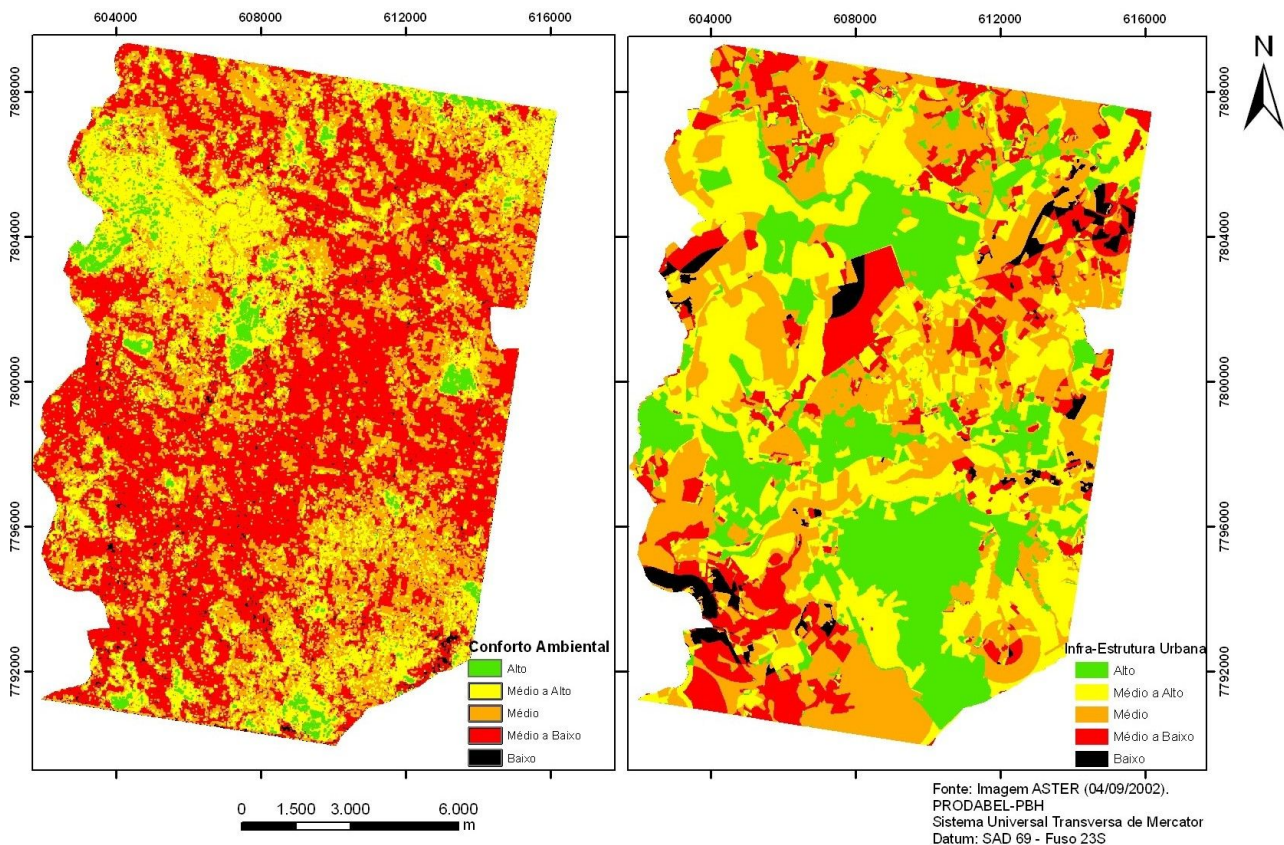 604000 608000 612000 616000
604000 608000 612000 616000
N
7808000
7804000
7800000
7796000
7792000
7808000
7804000
7800000
7796000
7792000
Conforto Ambiental
Alto
Médio a Alto
Médio
Médio a Baixo
Baixo
Infra-Estrutura Urbana
Alto
Médio a Alto
Médio
Médio a Baixo
Baixo
0 1.500 3.000 6.000
m
Fonte: Imagem ASTER (04/09/2002).
PRODABEL-PBH
Sistema Universal Transversa de Mercator
Datum: SAD 69 - Fuso 23S